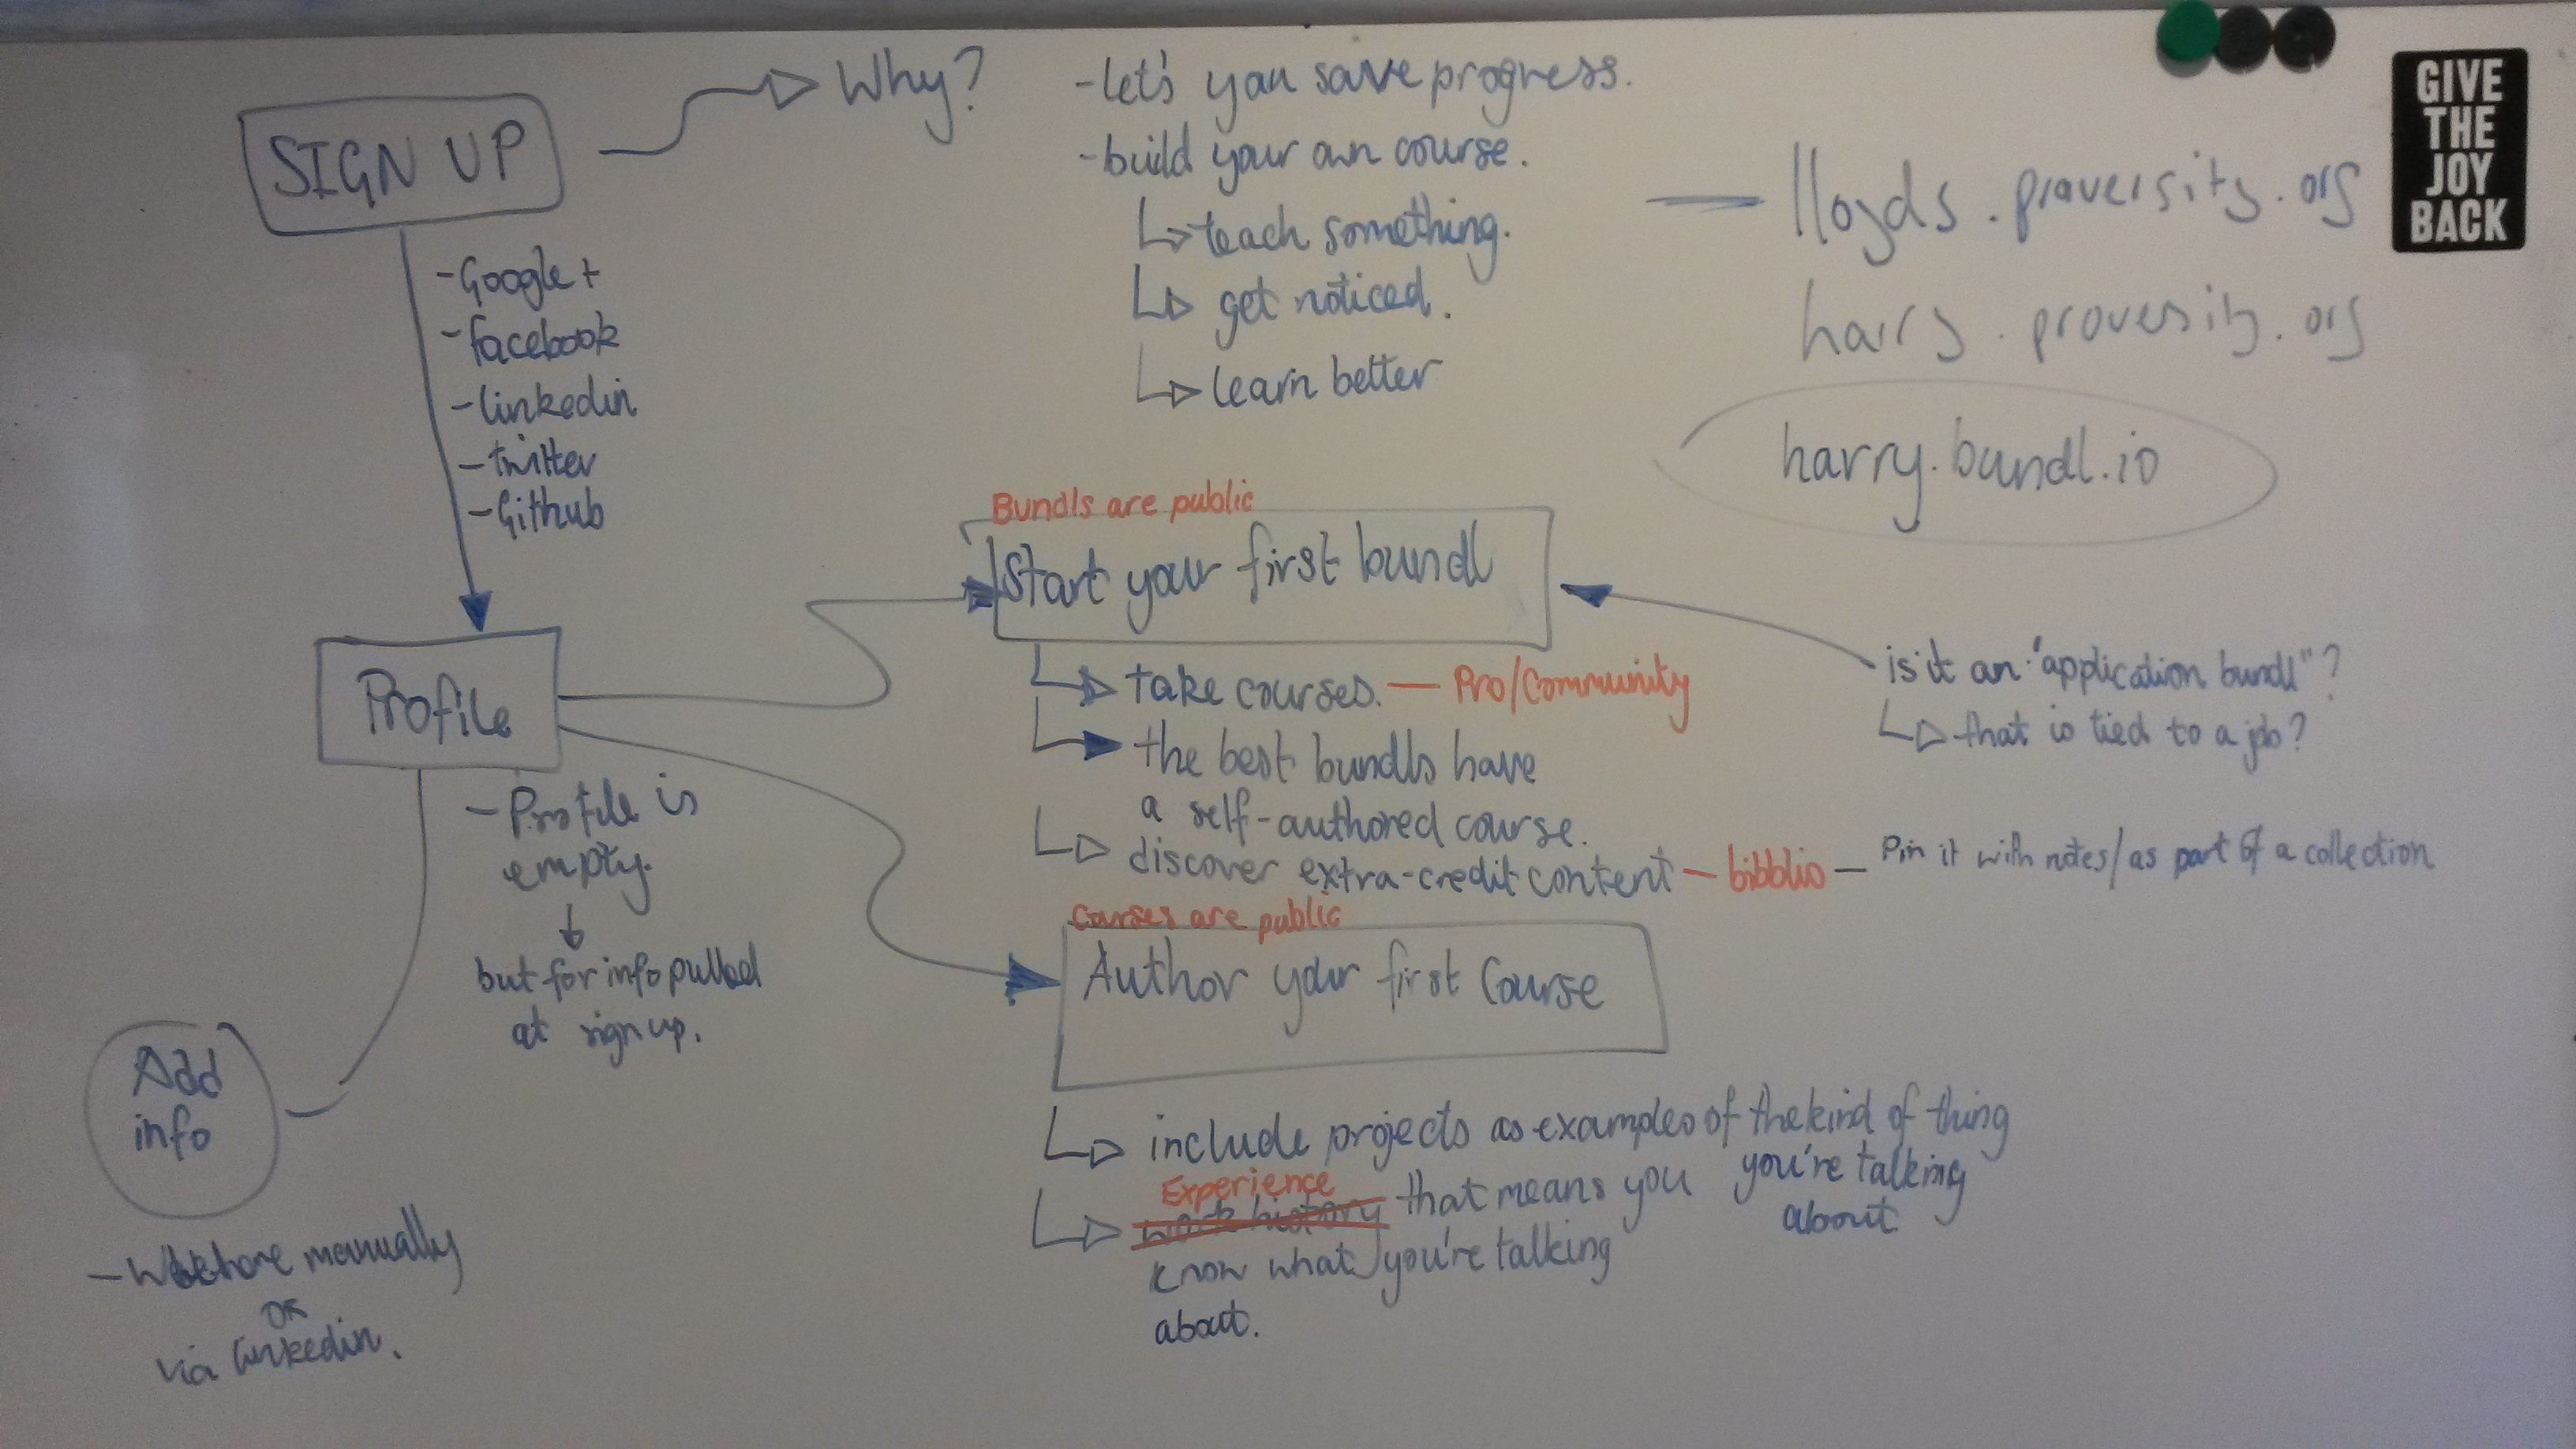 SIGN UP
Why?
-let's you save progress.
-build your own course.
teach something.
get noticed.
learn better
lloyds.proversity.org
harry.proversity.org
harry.bundl.io
GIVE
THE
JOY
BACK
-Google+
-facebook
-linkedin
-twitter
-Github
Profile
-Profile is
empty.
but for info pulled
at sign up.
Add
info
manually
OR
via linkedin.
Bundls are public
Start your first bundl
take courses. — Pro/Community
the best bundls have
a self-authored course.
discover extra-credit content — bibblio — Pin it with notes/as part of a collection
is it an "application bundl"?
that is tied to a job?
Courses are public
Author your first Course
include projects as examples of the kind of thing
you're talking
about
Experience
work history that means you
know what you're talking
about.